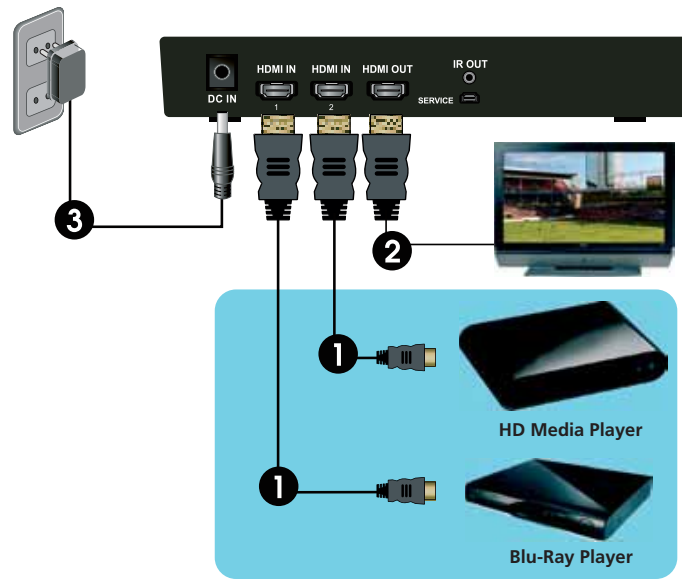 IR OUT
HDMI IN HDMI IN HDMI OUT
DC IN
1 2
SERVICE
3
2
1
HD Media Player
1
Blu-Ray Player